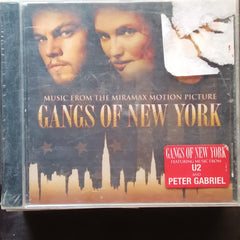 MUSIC FROM THE MIRAMAX MOTION PICTURE
GANGS OF NEW YORK
GANGS OF NEW YORK
FEATURING MUSIC FROM
U2
AND
PETER GABRIEL